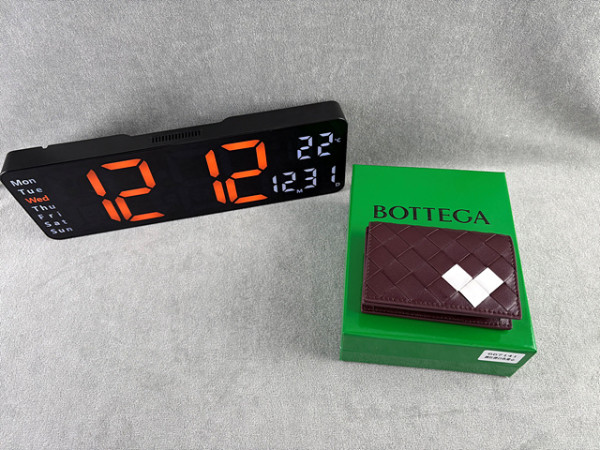 Mon
Tue
Wed
Thu
Fri
Sat
Sun
12 12
22 °C
12 M 31 D
BOTTEGA